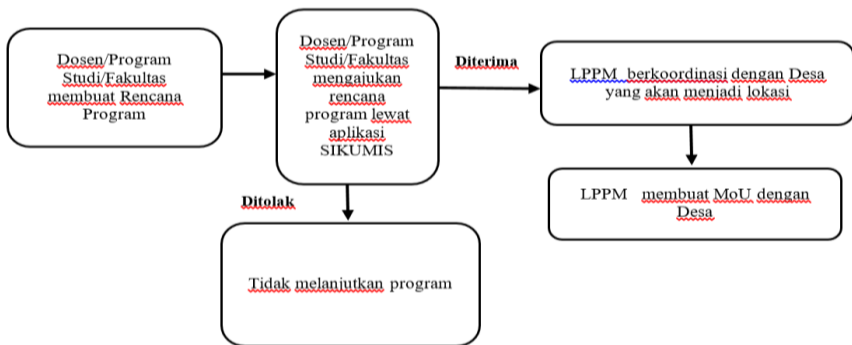 Dosen/Program
Studi/Fakultas
membuat Rencana
Program
Dosen/Program
Studi/Fakultas
mengajukan
rencana
program lewat
aplikasi
SIKUMIS
Diterima
LPPM berkoordinasi dengan Desa
yang akan menjadi lokasi
LPPM membuat MoU dengan
Desa
Ditolak
Tidak melanjutkan program